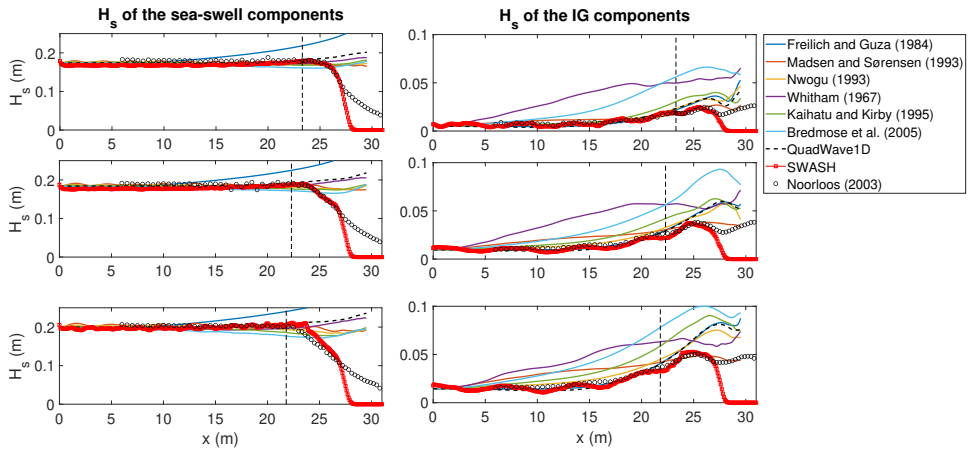 H_s of the sea-swell components
H_s of the IG components
H_s (m)
0.2
0.1
0
0 5 10 15 20 25 30
0.1
0.05
0
0 5 10 15 20 25 30
H_s (m)
0.2
0.1
0
0 5 10 15 20 25 30
0.1
0.05
0
0 5 10 15 20 25 30
H_s (m)
0.2
0.1
0
0 5 10 15 20 25 30
x (m)
0.1
0.05
0
0 5 10 15 20 25 30
x (m)
Freilich and Guza (1984)
Madsen and Sørensen (1993)
Nwogu (1993)
Whitham (1967)
Kaihatu and Kirby (1995)
Bredmose et al. (2005)
QuadWave1D
SWASH
Noorloos (2003)